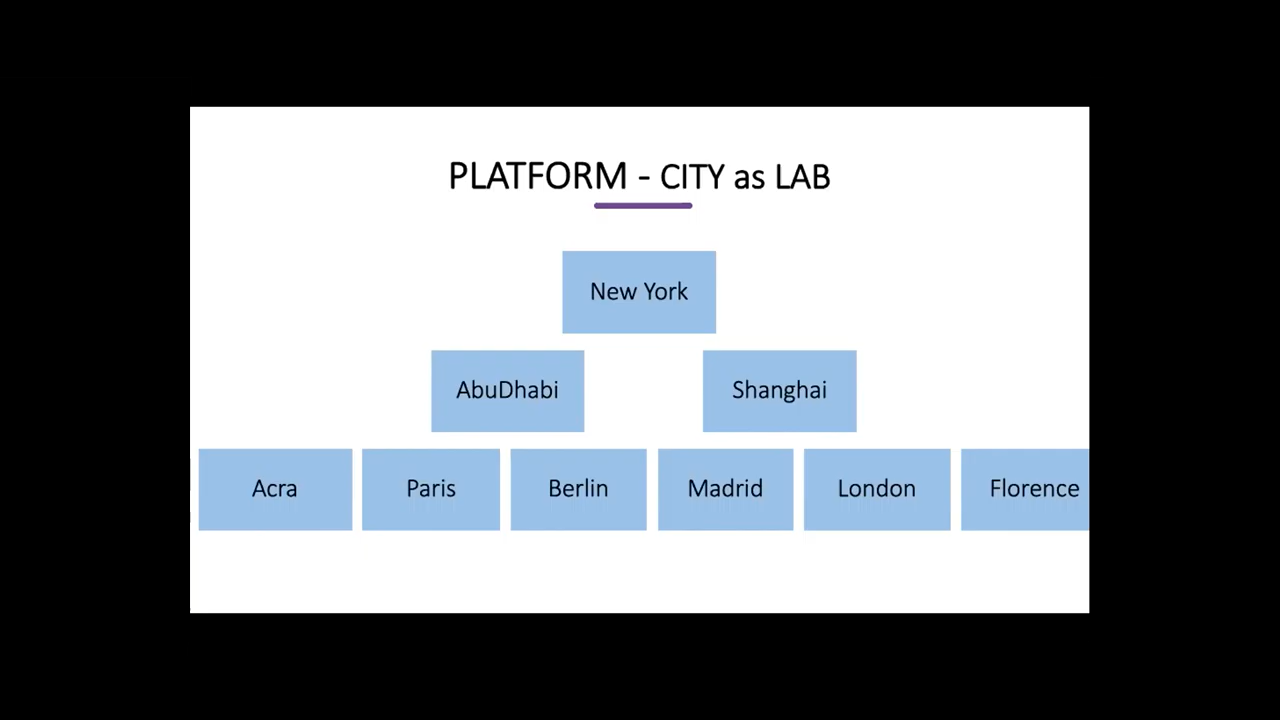 PLATFORM - CITY as LAB
New York
AbuDhabi
Shanghai
Acra
Paris
Berlin
Madrid
London
Florence